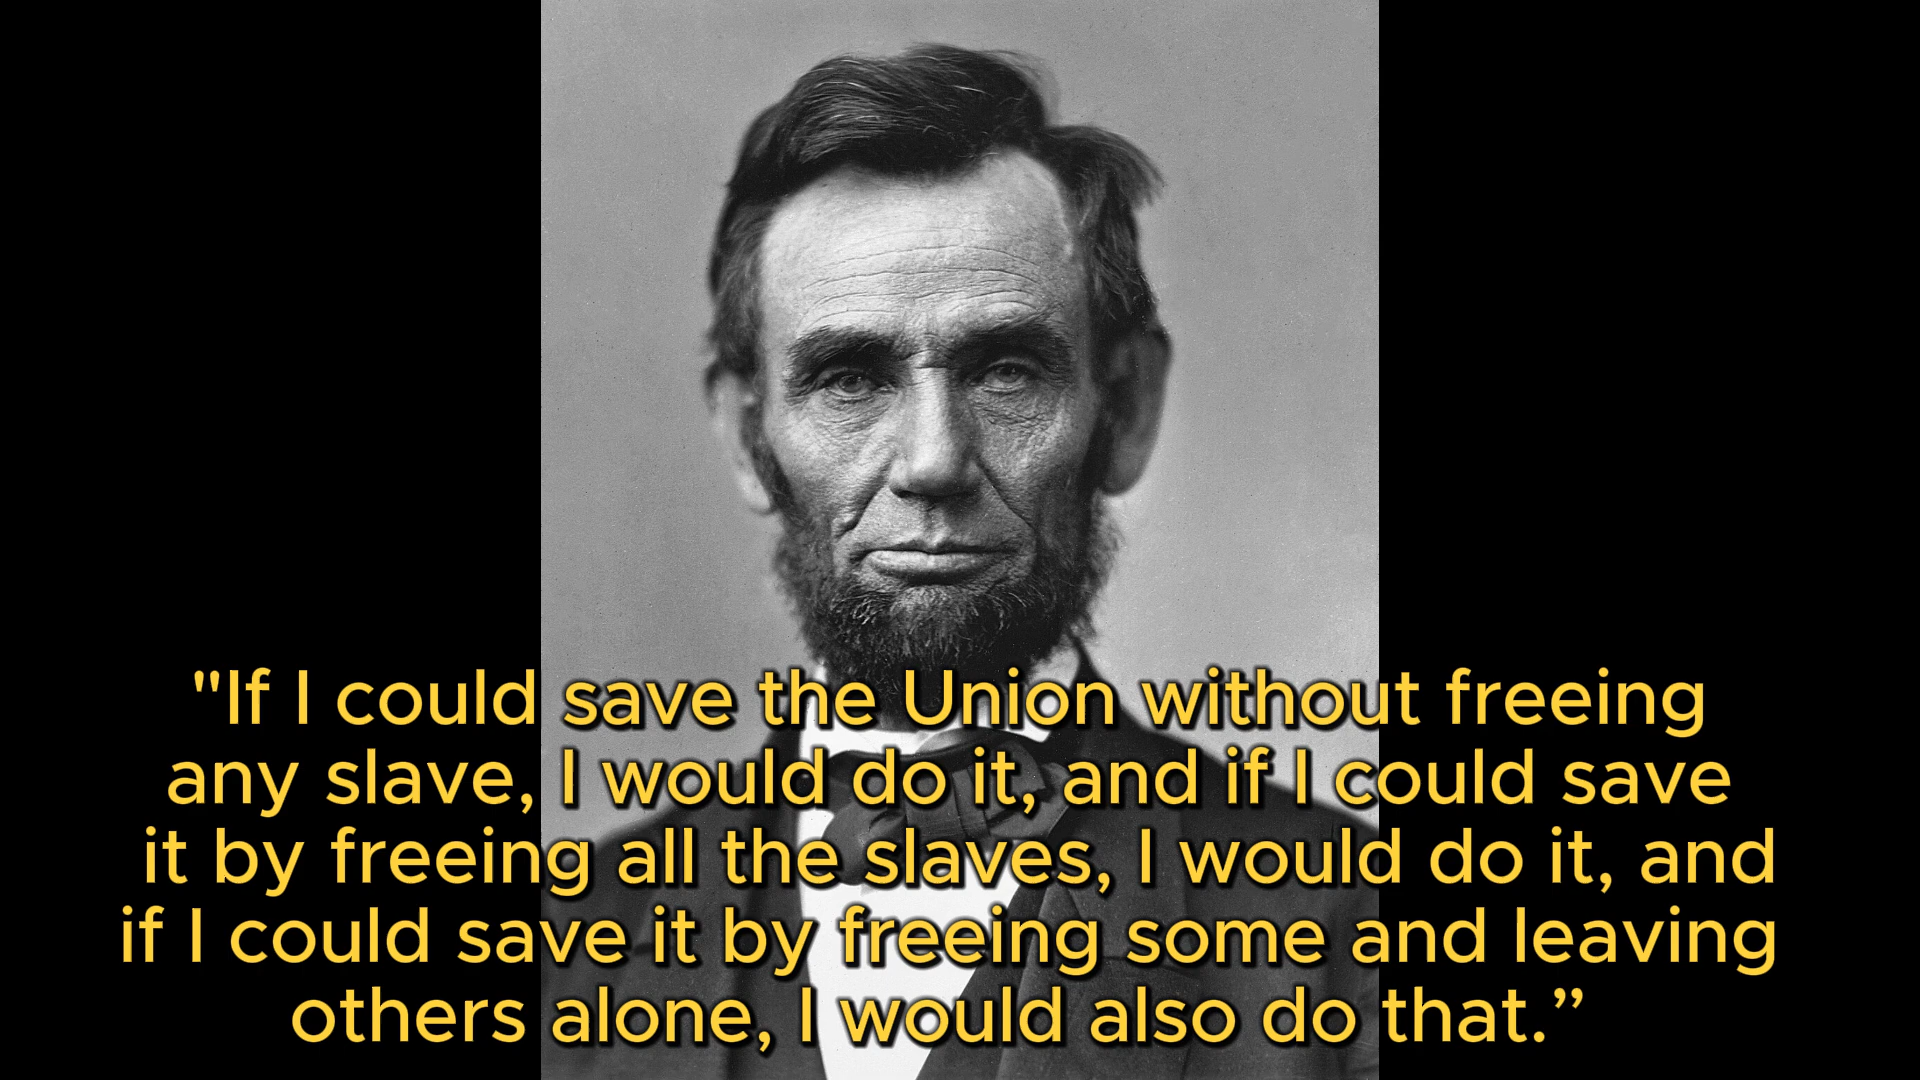 "If I could save the Union without freeing
any slave, I would do it, and if I could save
it by freeing all the slaves, I would do it, and
if I could save it by freeing some and leaving
others alone, I would also do that.”